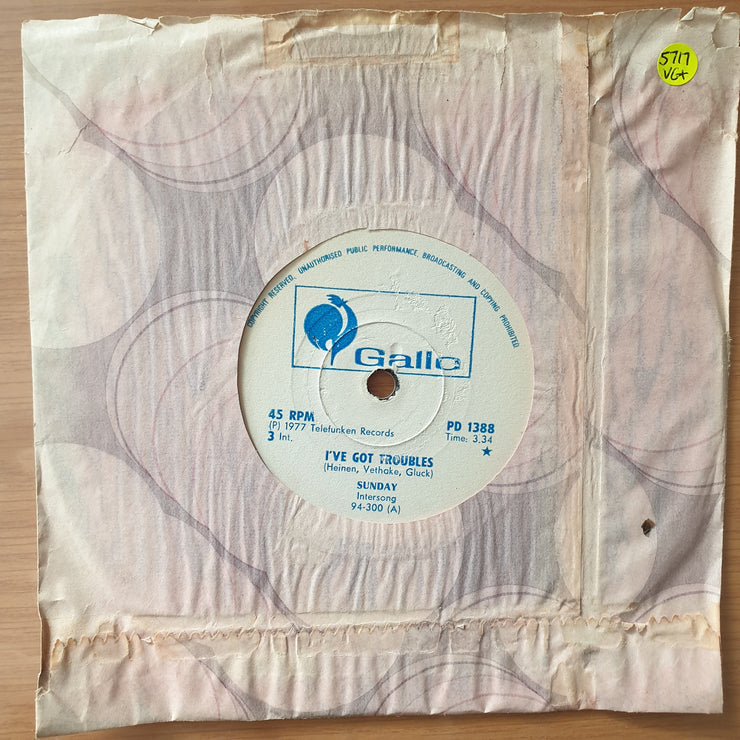 5717
VG+
COPYRIGHT RESERVED, UNAUTHORISED PUBLIC PERFORMANCE, BROADCASTING AND COPYING PROHIBITED
Gallo
45 RPM
PD 1388
(P) 1977 Telefunken Records
Time: 3.34
3 Int.
★
I'VE GOT TROUBLES
(Heinen, Vethake, Gluck)
SUNDAY
Intersong
94-300 (A)